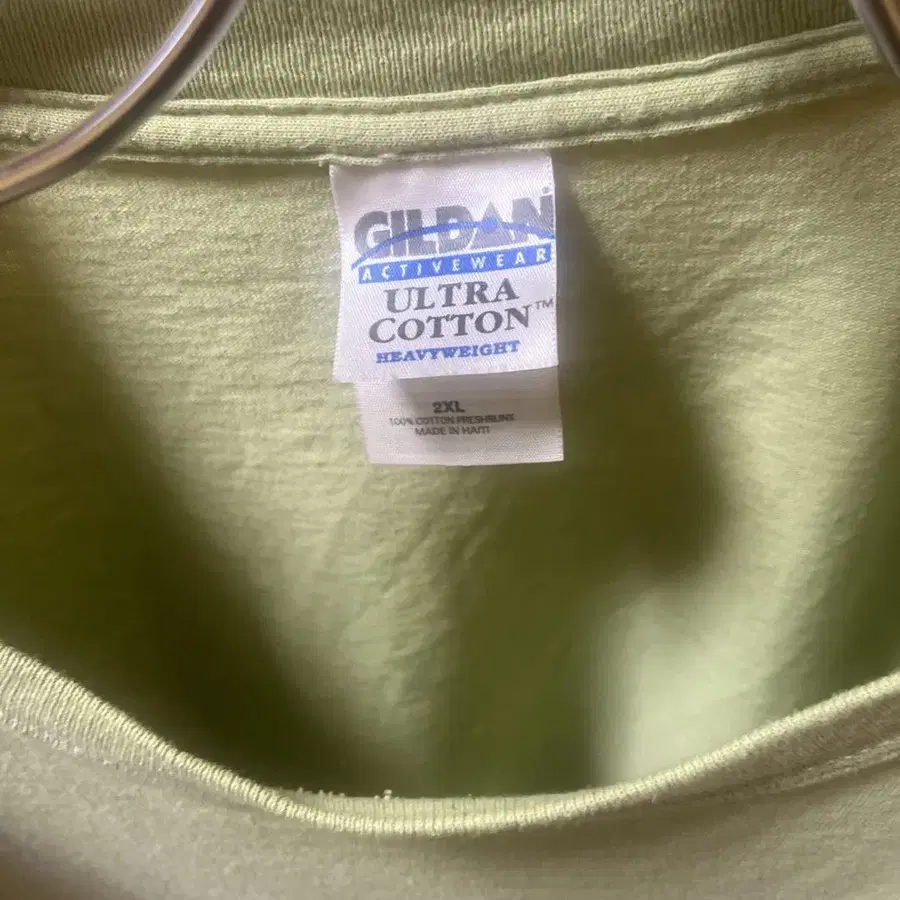 GILDAN
ACTIVEWEAR
ULTRA
COTTON™
HEAVYWEIGHT
2XL
100% COTTON PRESHRUNK
MADE IN HAITI